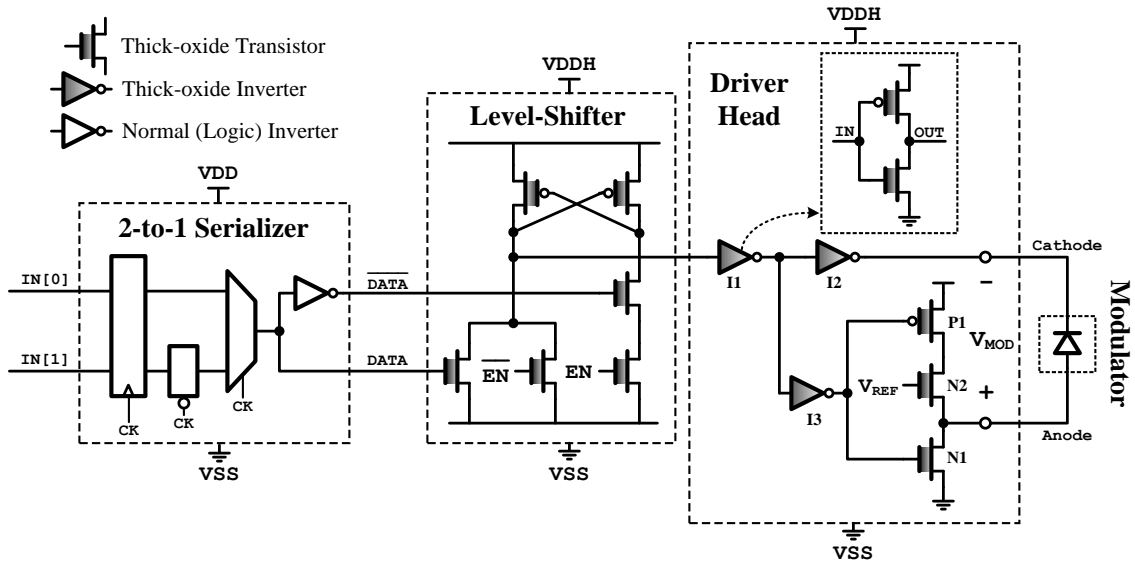 Thick-oxide Transistor
Thick-oxide Inverter
Normal (Logic) Inverter
VDD
2-to-1 Serializer
IN[0]
IN[1]
CK
CK
CK
VSS
DATA
DATA
VDDH
Level-Shifter
EN
EN
VSS
VDDH
Driver
Head
IN
OUT
I1
I2
I3
P1
N2
N1
VREF
VMOD
−
+
Cathode
Anode
Modulator
VSS